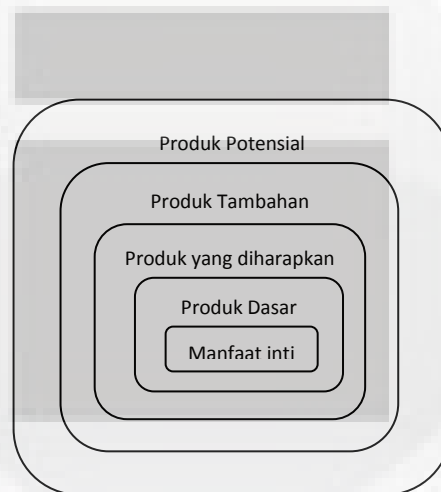 Produk Potensial
Produk Tambahan
Produk yang diharapkan
Produk Dasar
Manfaat inti